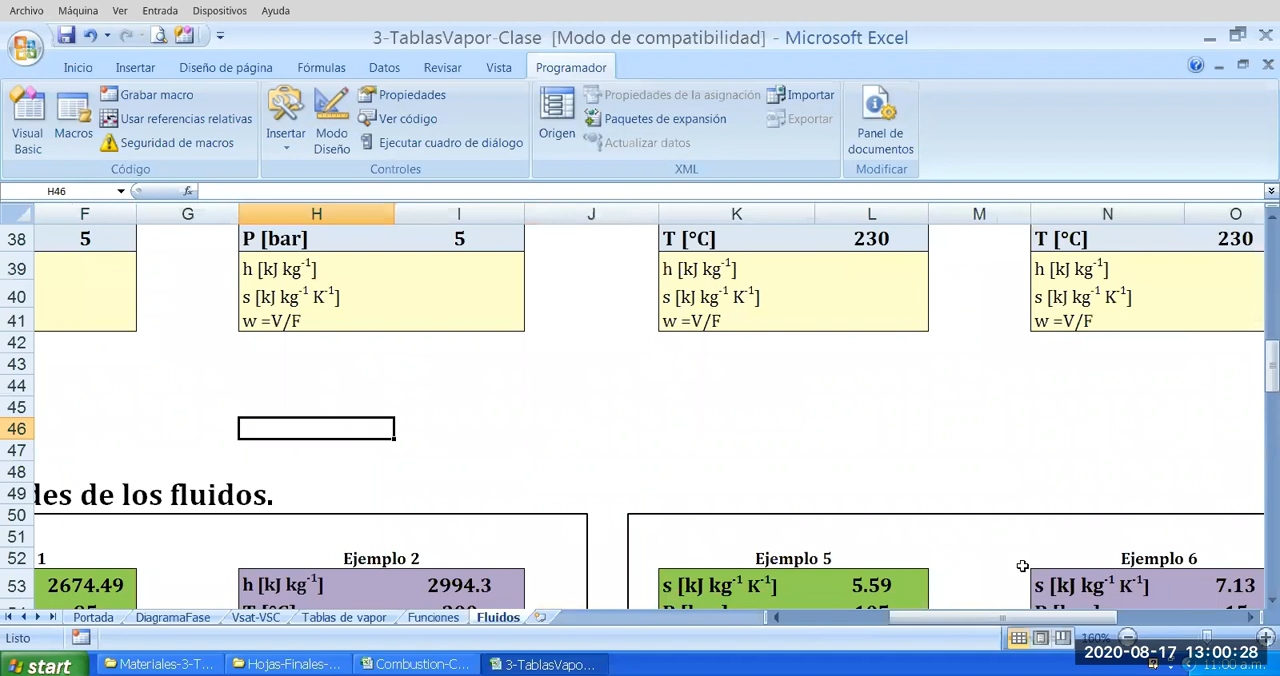 Archivo Máquina Ver Entrada Dispositivos Ayuda
3-TablasVapor-Clase [Modo de compatibilidad] - Microsoft Excel
Inicio Insertar Diseño de página Fórmulas Datos Revisar Vista Programador
Visual Basic
Macros
Grabar macro
Usar referencias relativas
Seguridad de macros
Código
Insertar
Modo Diseño
Propiedades
Ver código
Ejecutar cuadro de diálogo
Controles
Origen
Propiedades de la asignación
Paquetes de expansión
Actualizar datos
Importar
Exportar
XML
Panel de documentos
Modificar
H46 fx
F G H I J K L M N O
38 5 P [bar] 5 T [°C] 230 T [°C] 230
39 h [kJ kg-1] h [kJ kg-1] h [kJ kg-1]
40 s [kJ kg-1 K-1] s [kJ kg-1 K-1] s [kJ kg-1 K-1]
41 w =V/F w =V/F w =V/F
42
43
44
45
46
47
48
49 des de los fluidos.
50
51
52 1 Ejemplo 2 Ejemplo 5 Ejemplo 6
53 2674.49 h [kJ kg-1] 2994.3 s [kJ kg-1 K-1] 5.59 s [kJ kg-1 K-1] 7.13
Portada DiagramaFase Vsat-VSC Tablas de vapor Funciones Fluidos
Listo 160%
2020-08-17 13:00:28
start Materiales-3-T... Hojas-Finales-... Combustion-C... 3-TablasVapo... 11:00 a.m.